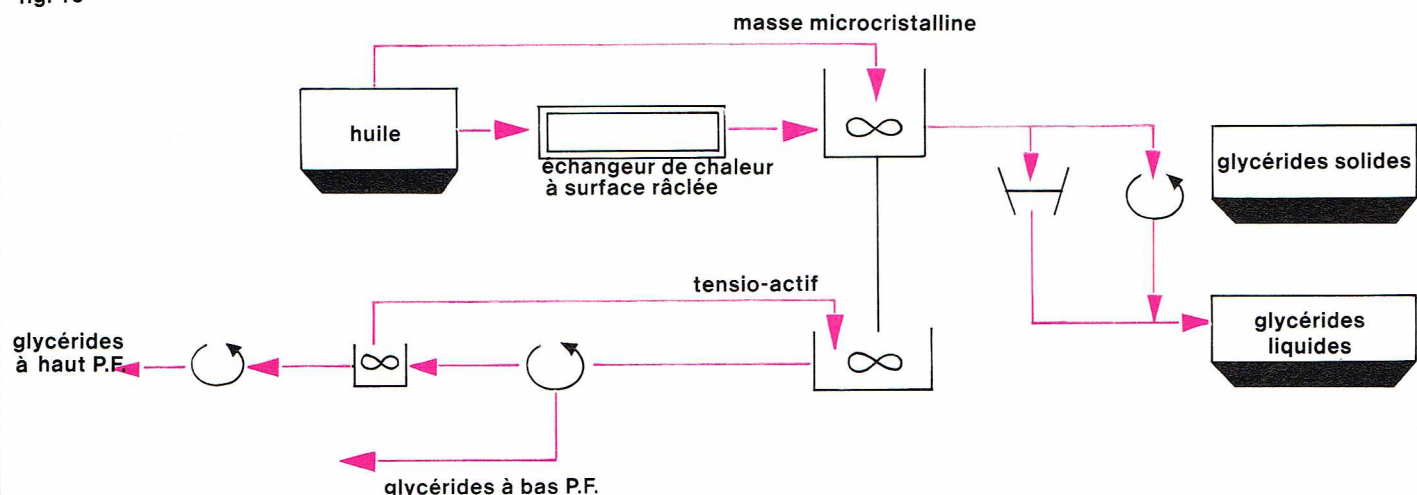 masse microcristalline
huile
échangeur de chaleur
à surface râclée
glycérides solides
tensio-actif
glycérides
liquides
glycérides
à haut P.F.
glycérides à bas P.F.